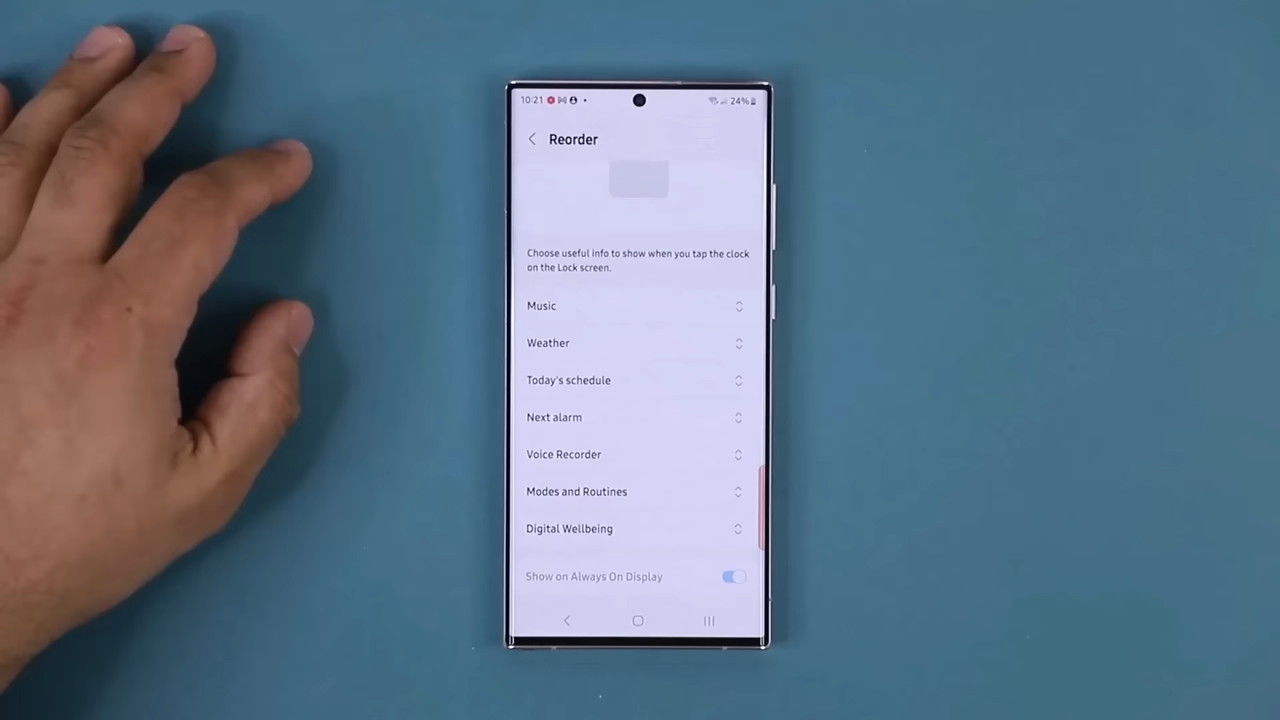 10:21
24%
Reorder
Choose useful info to show when you tap the clock
on the Lock screen.
Music
Weather
Today's schedule
Next alarm
Voice Recorder
Modes and Routines
Digital Wellbeing
Show on Always On Display